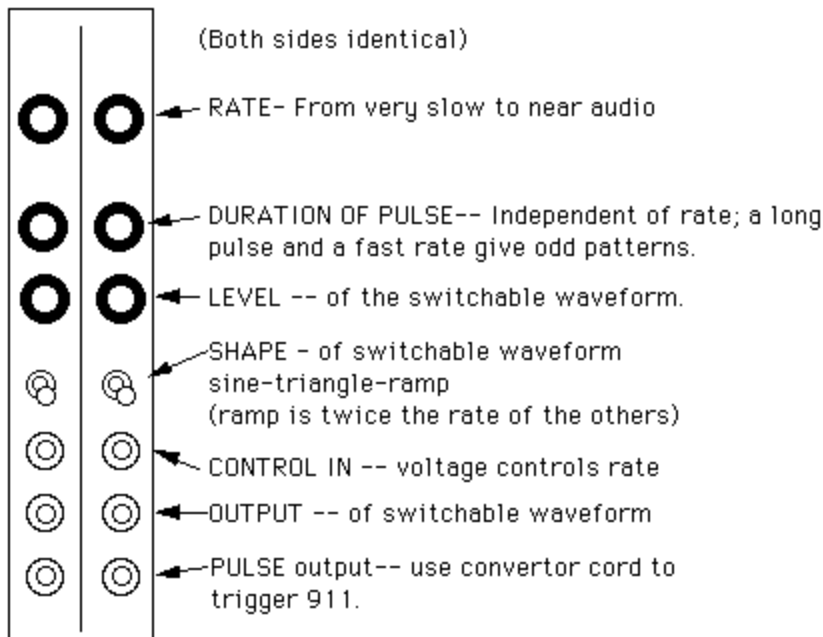 (Both sides identical)
RATE- From very slow to near audio
DURATION OF PULSE-- Independent of rate; a long
pulse and a fast rate give odd patterns.
LEVEL -- of the switchable waveform.
SHAPE - of switchable waveform
sine-triangle-ramp
(ramp is twice the rate of the others)
CONTROL IN -- voltage controls rate
OUTPUT -- of switchable waveform
PULSE output-- use convertor cord to
trigger 911.